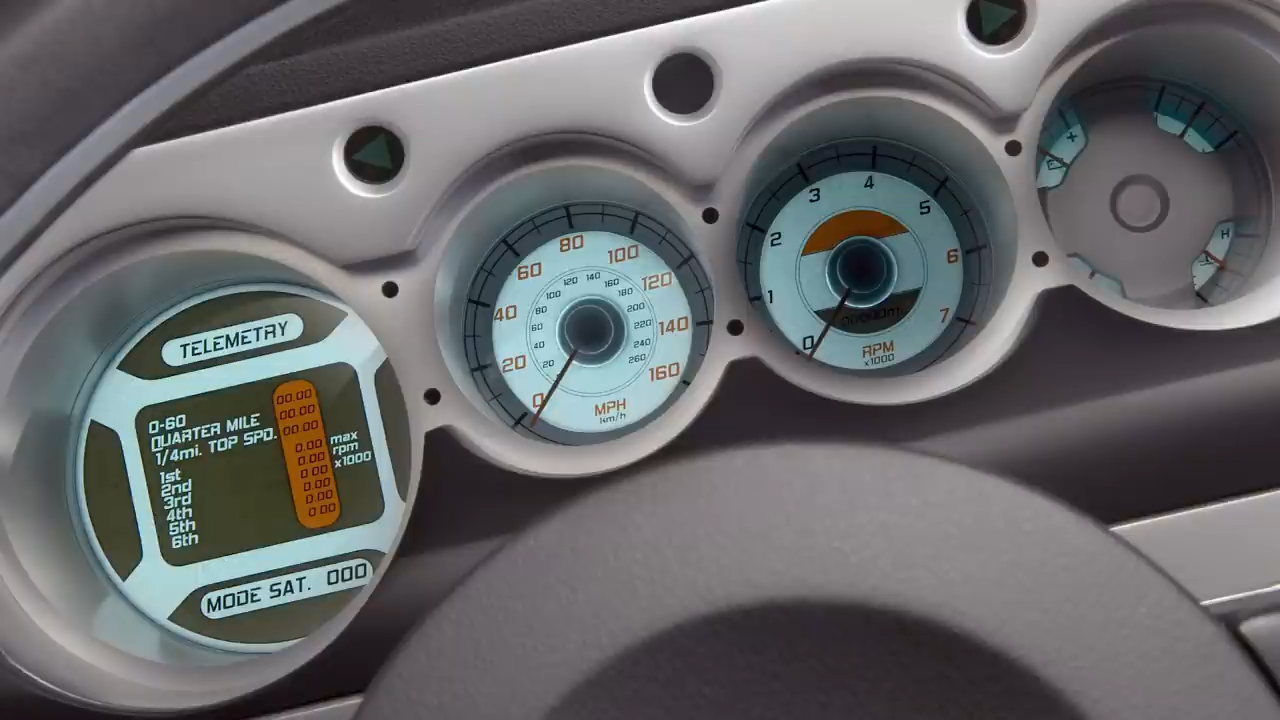 TELEMETRY
0-60 00.00
QUARTER MILE 00.00
1/4mi. TOP SPD. 00.00
1st 0.00
2nd 0.00
3rd 0.00
4th 0.00
5th 0.00
6th 0.00
max
rpm
x1000
MODE SAT. 000
0 20 40 60 80 100 120 140 160
20 40 60 80 100 120 140 160 180 200 220 240 260
MPH
km/h
0 1 2 3 4 5 6 7
RPM
x1000
+
H